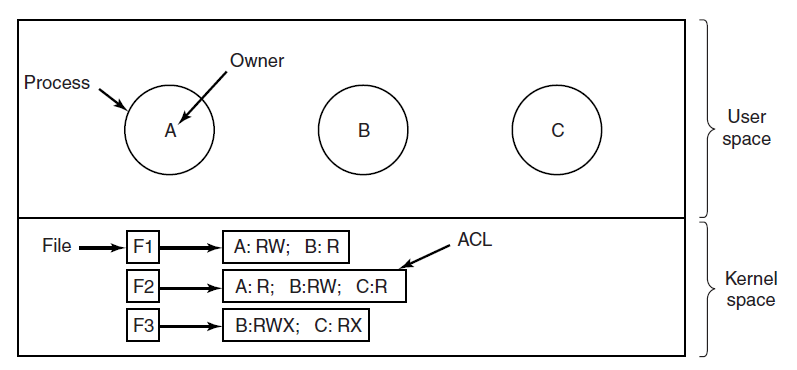 Owner
Process
A
B
C
User
space
File
F1
A: RW; B: R
ACL
F2
A: R; B:RW; C:R
F3
B:RWX; C: RX
Kernel
space